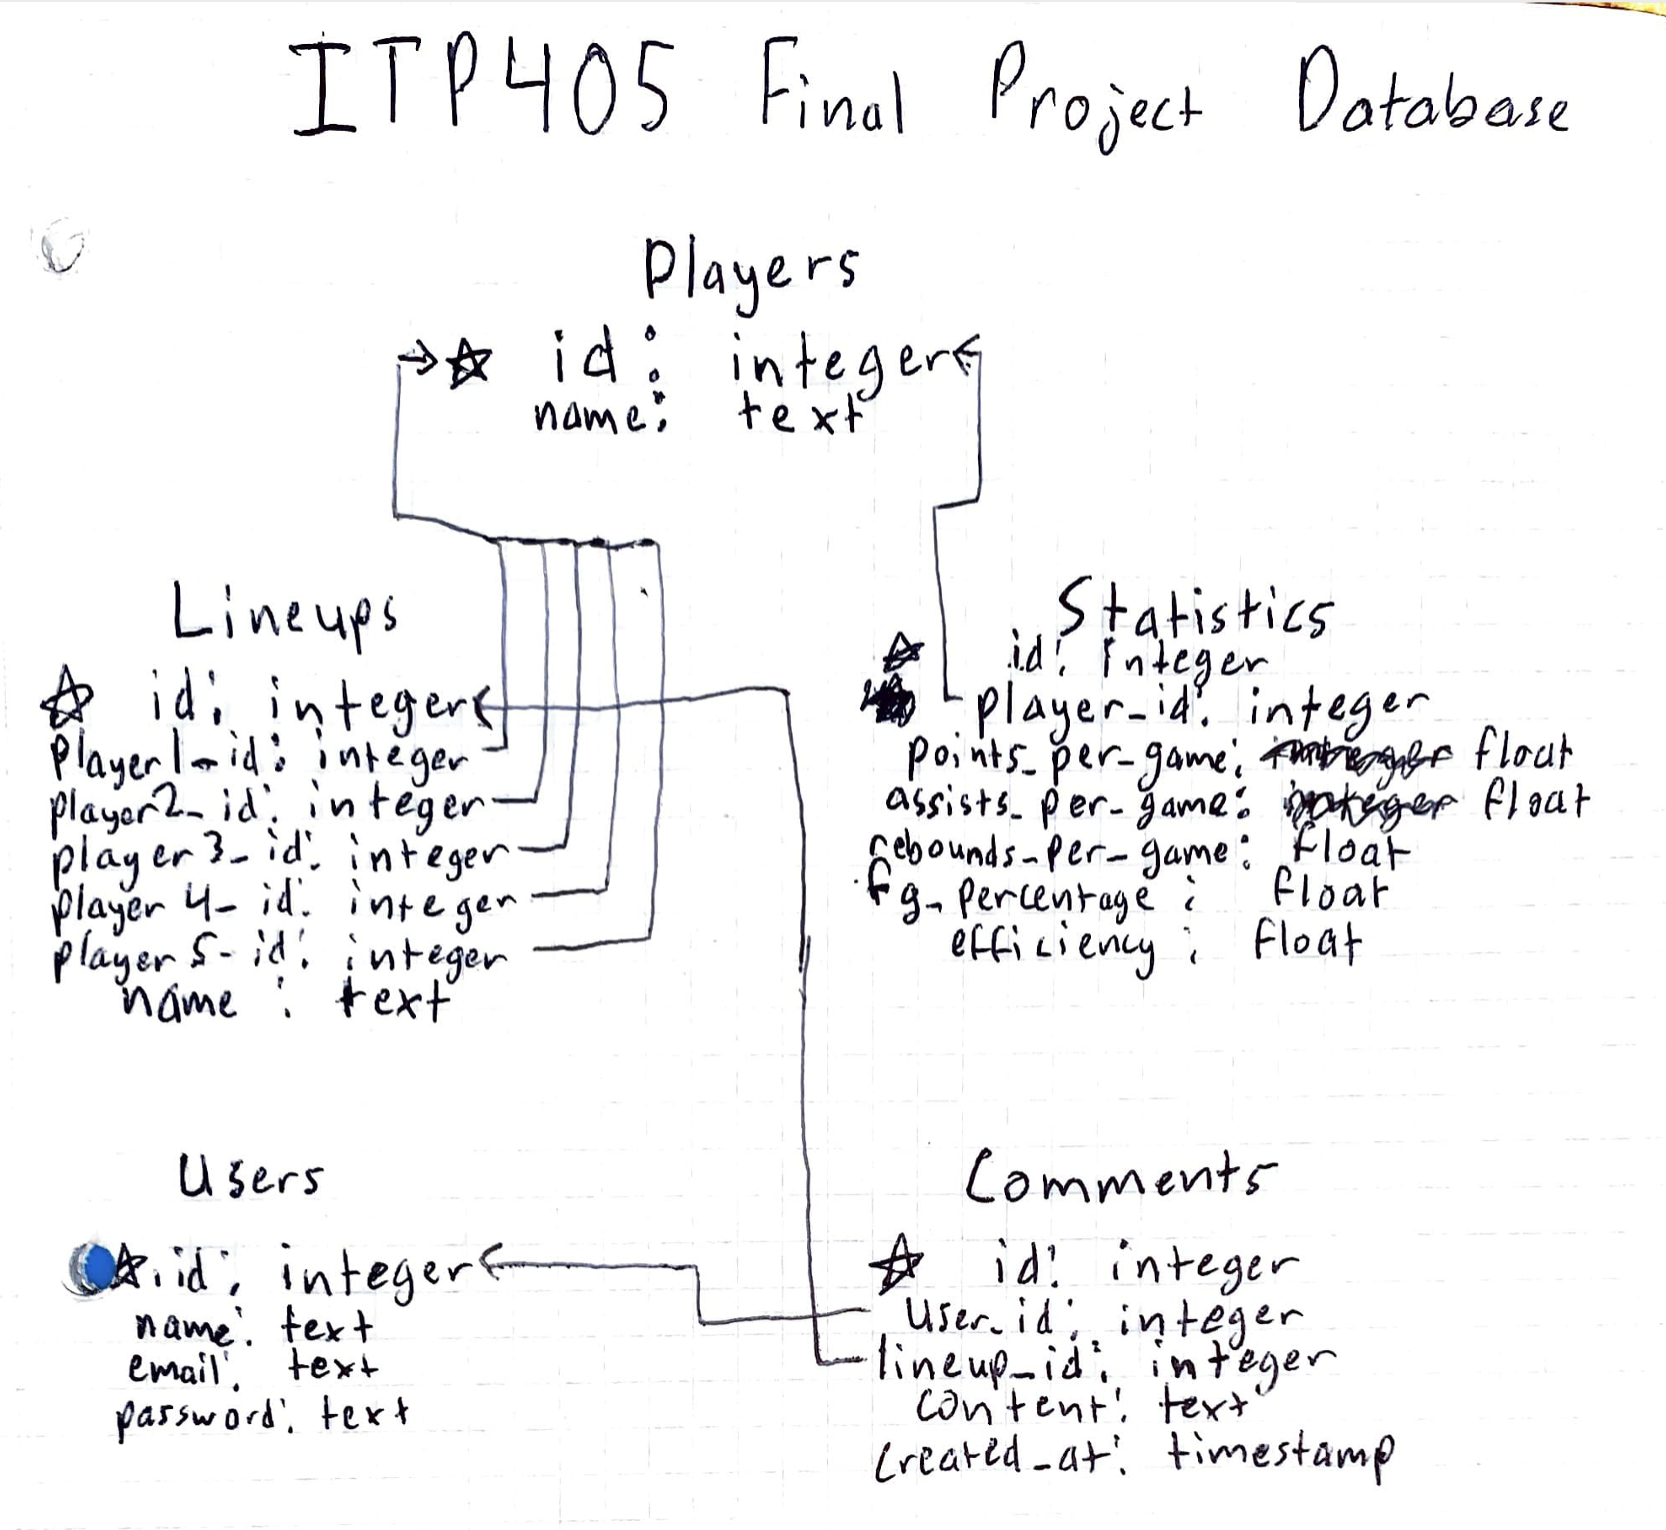 ITP405 Final Project Database
Players
id: integer
name: text
Lineups
id: integer
player1_id: integer
player2_id: integer
player3_id: integer
player4_id: integer
player5_id: integer
name: text
Statistics
id: integer
player_id: integer
points_per_game: integer float
assists_per_game: integer float
rebounds_per_game: float
fg_percentage: float
efficiency: float
Users
id: integer
name: text
email: text
password: text
Comments
id: integer
user_id: integer
lineup_id: integer
content: text
created_at: timestamp